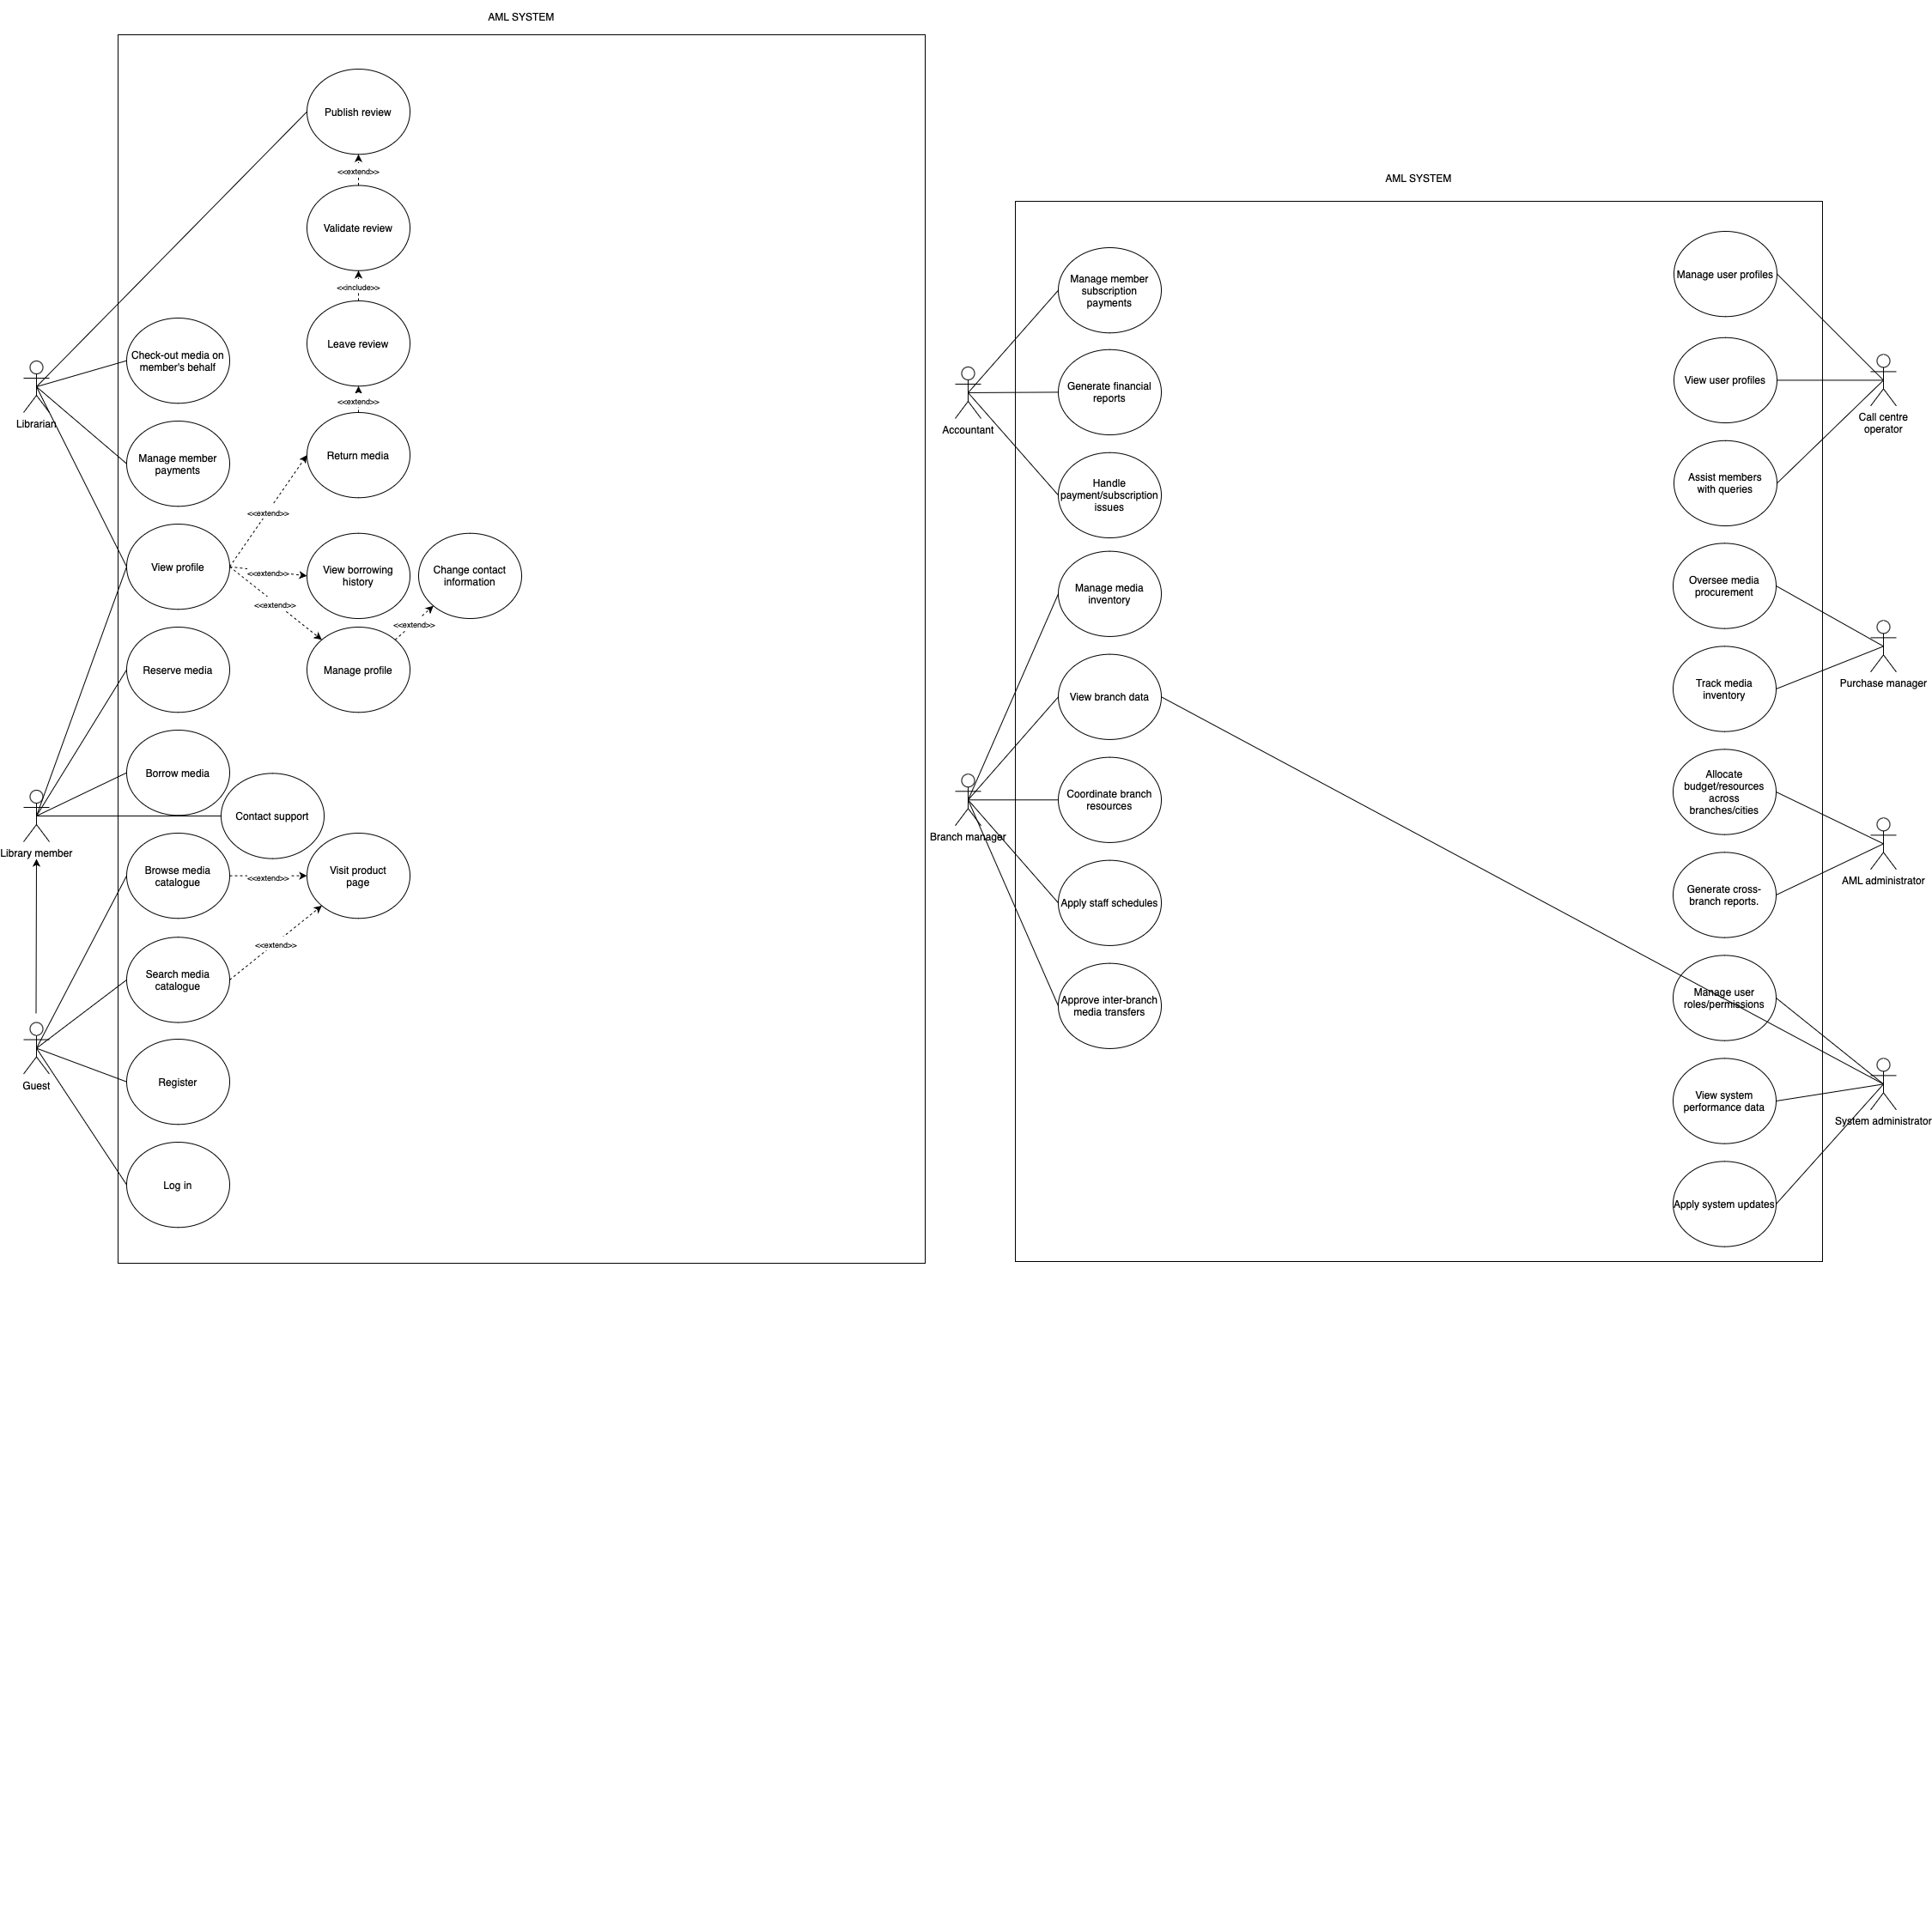 AML SYSTEM
Publish review
<<extend>>
Validate review
<<include>>
Leave review
<<extend>>
Return media
Check-out media on
member's behalf
Librarian
Manage member
payments
<<extend>>
View profile
<<extend>>
View borrowing
history
Change contact
information
<<extend>>
<<extend>>
Manage profile
Reserve media
Borrow media
Contact support
Library member
Browse media
catalogue
<<extend>>
Visit product
page
<<extend>>
Search media
catalogue
Guest
Register
Log in
AML SYSTEM
Manage member
subscription
payments
Generate financial
reports
Accountant
Handle
payment/subscription
issues
Manage media
inventory
View branch data
Coordinate branch
resources
Branch manager
Apply staff schedules
Approve inter-branch
media transfers
Manage user profiles
View user profiles
Call centre
operator
Assist members
with queries
Oversee media
procurement
Purchase manager
Track media
inventory
Allocate
budget/resources
across
branches/cities
AML administrator
Generate cross-
branch reports.
Manage user
roles/permissions
View system
performance data
System administrator
Apply system updates